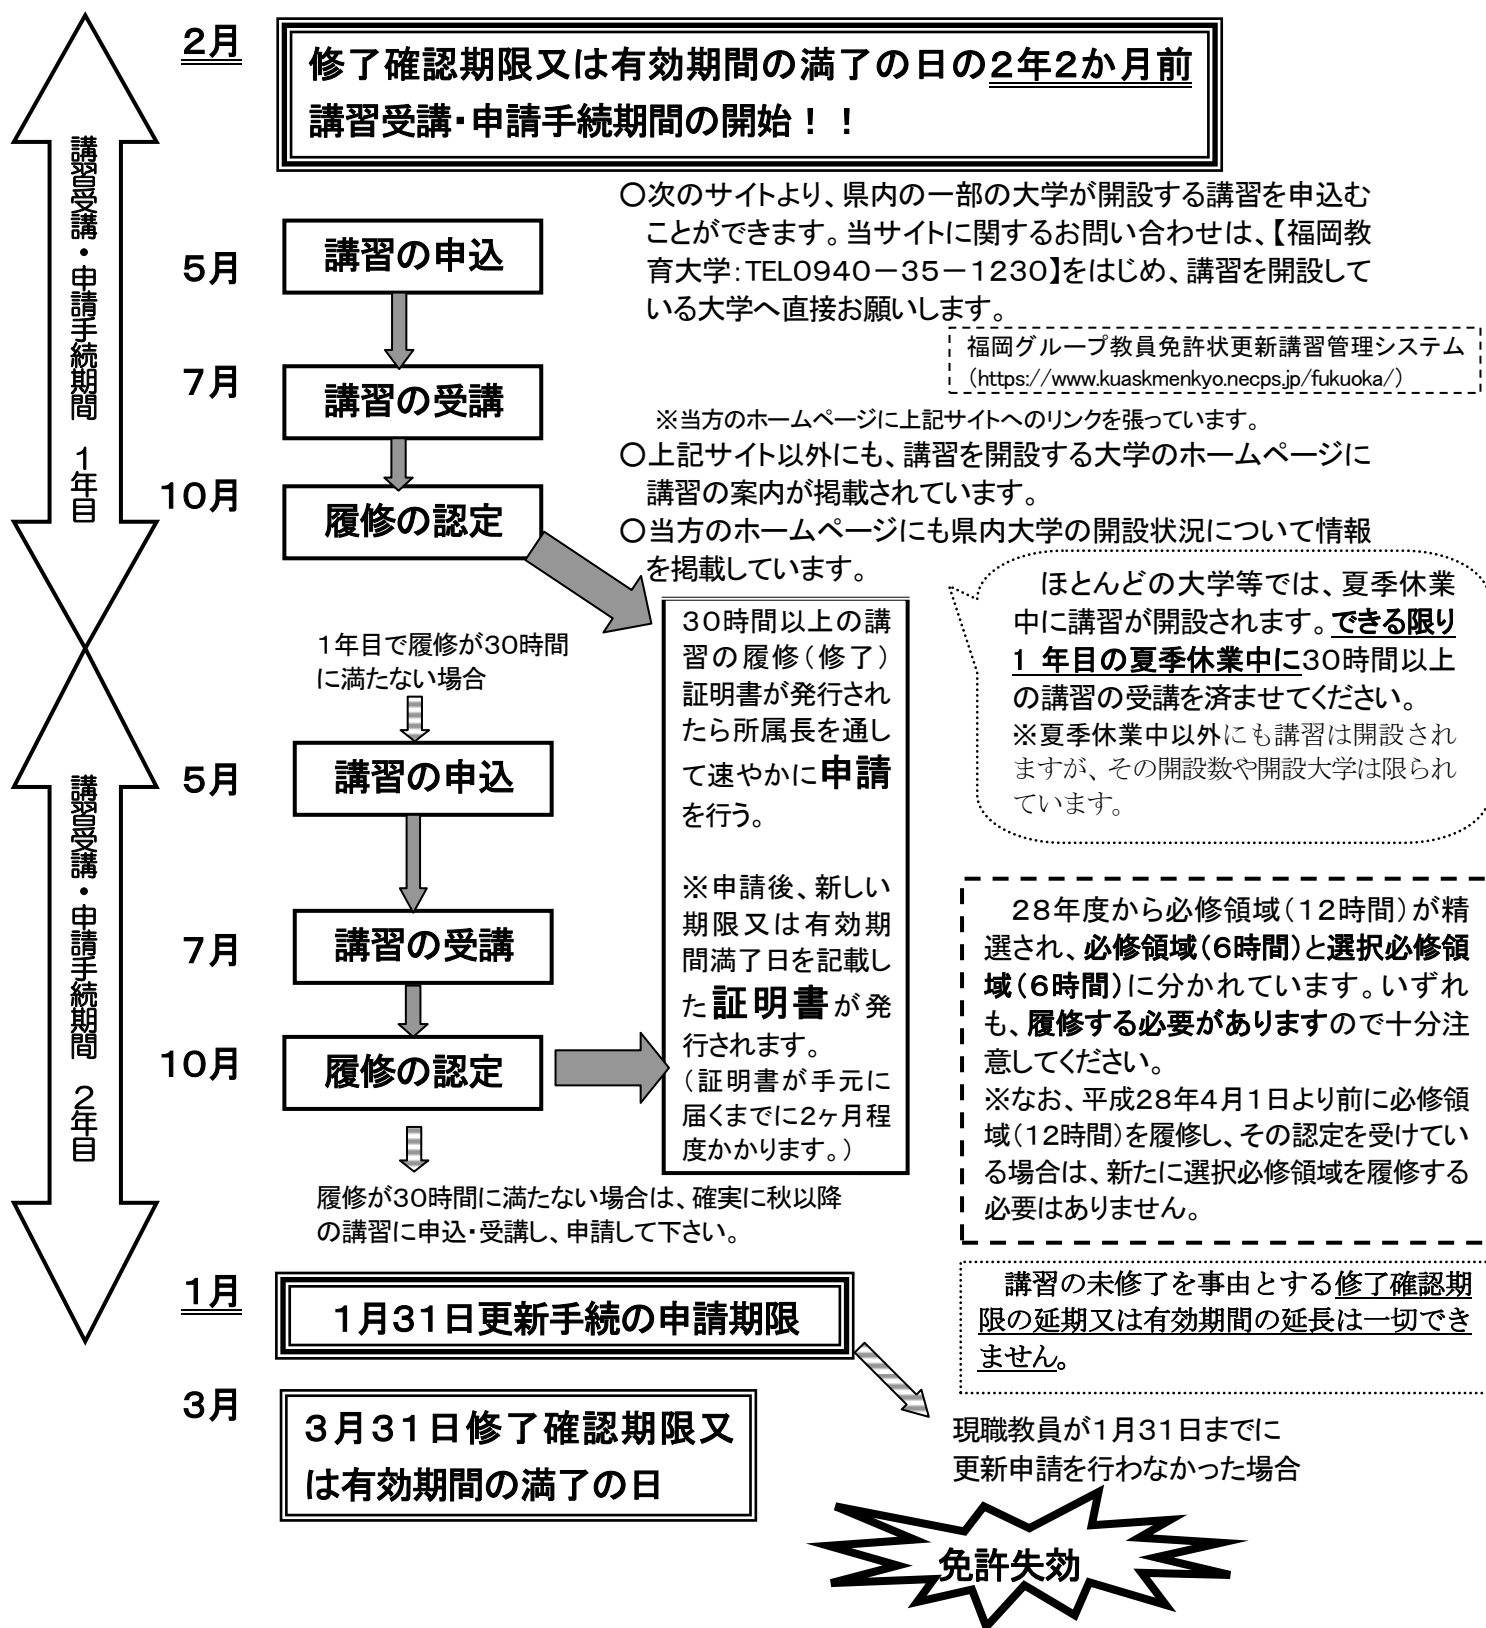 2月
修了確認期限又は有効期間の満了の日の2年2か月前
講習受講・申請手続期間の開始!!
講習受講・申請手続期間 1年目
○次のサイトより、県内の一部の大学が開設する講習を申込む
ことができます。当サイトに関するお問い合わせは、【福岡教
育大学:TEL0940-35-1230】をはじめ、講習を開設して
いる大学へ直接お願いします。
5月
講習の申込
福岡グループ教員免許状更新講習管理システム
(https://www.kuaskmenkyo.necps.jp/fukuoka/)
7月
講習の受講
※当方のホームページに上記サイトへのリンクを張っています。
○上記サイト以外にも、講習を開設する大学のホームページに
講習の案内が掲載されています。
10月
履修の認定
○当方のホームページにも県内大学の開設状況について情報
を掲載しています。
ほとんどの大学等では、夏季休業
中に講習が開設されます。できる限り
1 年目の夏季休業中に30時間以上
の講習の受講を済ませてください。
※夏季休業中以外にも講習は開設され
ますが、その開設数や開設大学は限られ
ています。
30時間以上の講
習の履修(修了)
証明書が発行され
たら所属長を通し
て速やかに申請
を行う。
※申請後、新しい
期限又は有効期
間満了日を記載し
た証明書が発
行されます。
(証明書が手元に
届くまでに2ヶ月程
度かかります。)
1年目で履修が30時間
に満たない場合
講習受講・申請手続期間 2年目
5月
講習の申込
7月
講習の受講
10月
履修の認定
28年度から必修領域(12時間)が精
選され、必修領域(6時間)と選択必修領
域(6時間)に分かれています。いずれ
も、履修する必要がありますので十分注
意してください。
※なお、平成28年4月1日より前に必修領
域(12時間)を履修し、その認定を受けてい
る場合は、新たに選択必修領域を履修する
必要はありません。
履修が30時間に満たない場合は、確実に秋以降
の講習に申込・受講し、申請して下さい。
1月
1月31日更新手続の申請期限
講習の未修了を事由とする修了確認期
限の延期又は有効期間の延長は一切でき
ません。
3月
3月31日修了確認期限又
は有効期間の満了の日
現職教員が1月31日までに
更新申請を行わなかった場合
免許失効